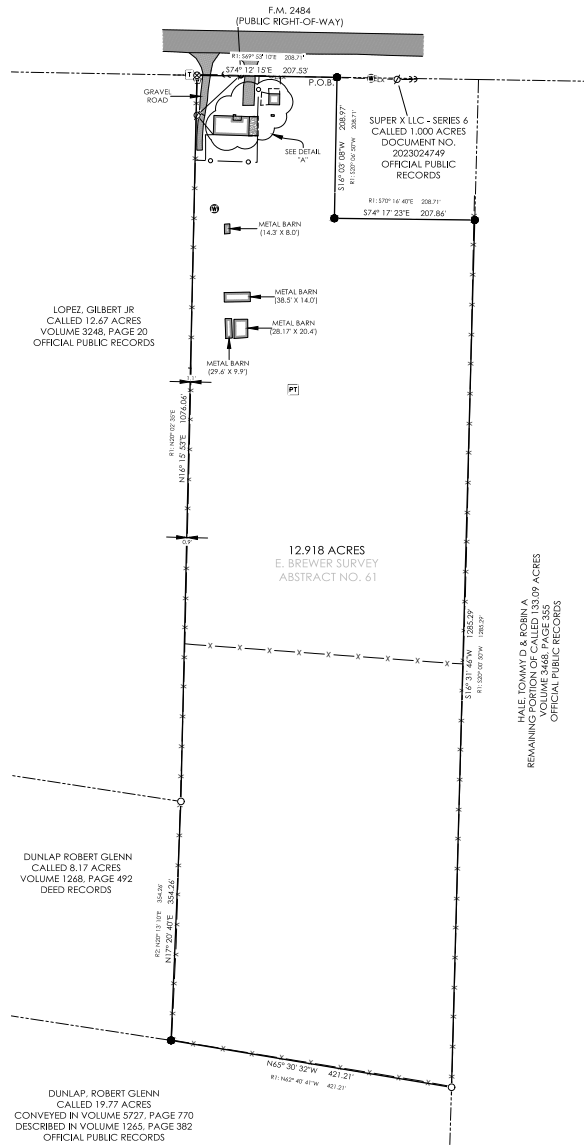 F.M. 2484
(PUBLIC RIGHT-OF-WAY)
R1: S69° 53' 10"E 208.71'
S74° 12' 15"E 207.53'
T
P.O.B.
GRAVEL
ROAD
SEE DETAIL
"A"
S16° 03' 08"W 208.97'
R1: S20° 06' 50"W 208.71'
SUPER X LLC - SERIES 6
CALLED 1.000 ACRES
DOCUMENT NO.
2023024749
OFFICIAL PUBLIC
RECORDS
R1: S70° 16' 40"E 208.71'
S74° 17' 23"E 207.86'
METAL BARN
(14.3' X 8.0')
METAL BARN
(38.5' X 14.0')
METAL BARN
(28.17' X 20.4')
METAL BARN
(29.6' X 9.9')
LOPEZ, GILBERT JR
CALLED 12.67 ACRES
VOLUME 3248, PAGE 20
OFFICIAL PUBLIC RECORDS
1.1'
PT
R1: N20° 02' 35"E
N16° 15' 53"E 1076.06'
0.9'
12.918 ACRES
E. BREWER SURVEY
ABSTRACT NO. 61
S16° 31' 46"W 1285.29'
R1: S20° 00' 50"W 1285.29'
HALE, TOMMY D & ROBIN A
REMAINING PORTION OF CALLED 133.09 ACRES
VOLUME 3468, PAGE 355
OFFICIAL PUBLIC RECORDS
DUNLAP ROBERT GLENN
CALLED 8.17 ACRES
VOLUME 1268, PAGE 492
DEED RECORDS
R2: N20° 13' 10"E 354.26'
N17° 20' 40"E 354.26'
N65° 30' 32"W 421.21'
R1: N62° 40' 41"W 421.21'
DUNLAP, ROBERT GLENN
CALLED 19.77 ACRES
CONVEYED IN VOLUME 5727, PAGE 770
DESCRIBED IN VOLUME 1265, PAGE 382
OFFICIAL PUBLIC RECORDS